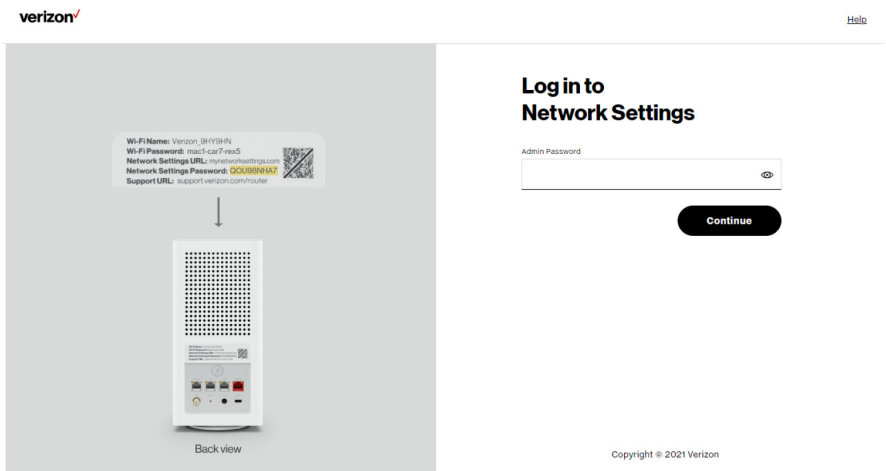 verizon
Help
Wi-Fi Name: Verizon_9HY9HN
Wi-Fi Password: mac1-car7-rex5
Network Settings URL: mynetworksettings.com
Network Settings Password: QOU98NHA7
Support URL: support.verizon.com/router
Back view
Log in to
Network Settings
Admin Password
Continue
Copyright © 2021 Verizon